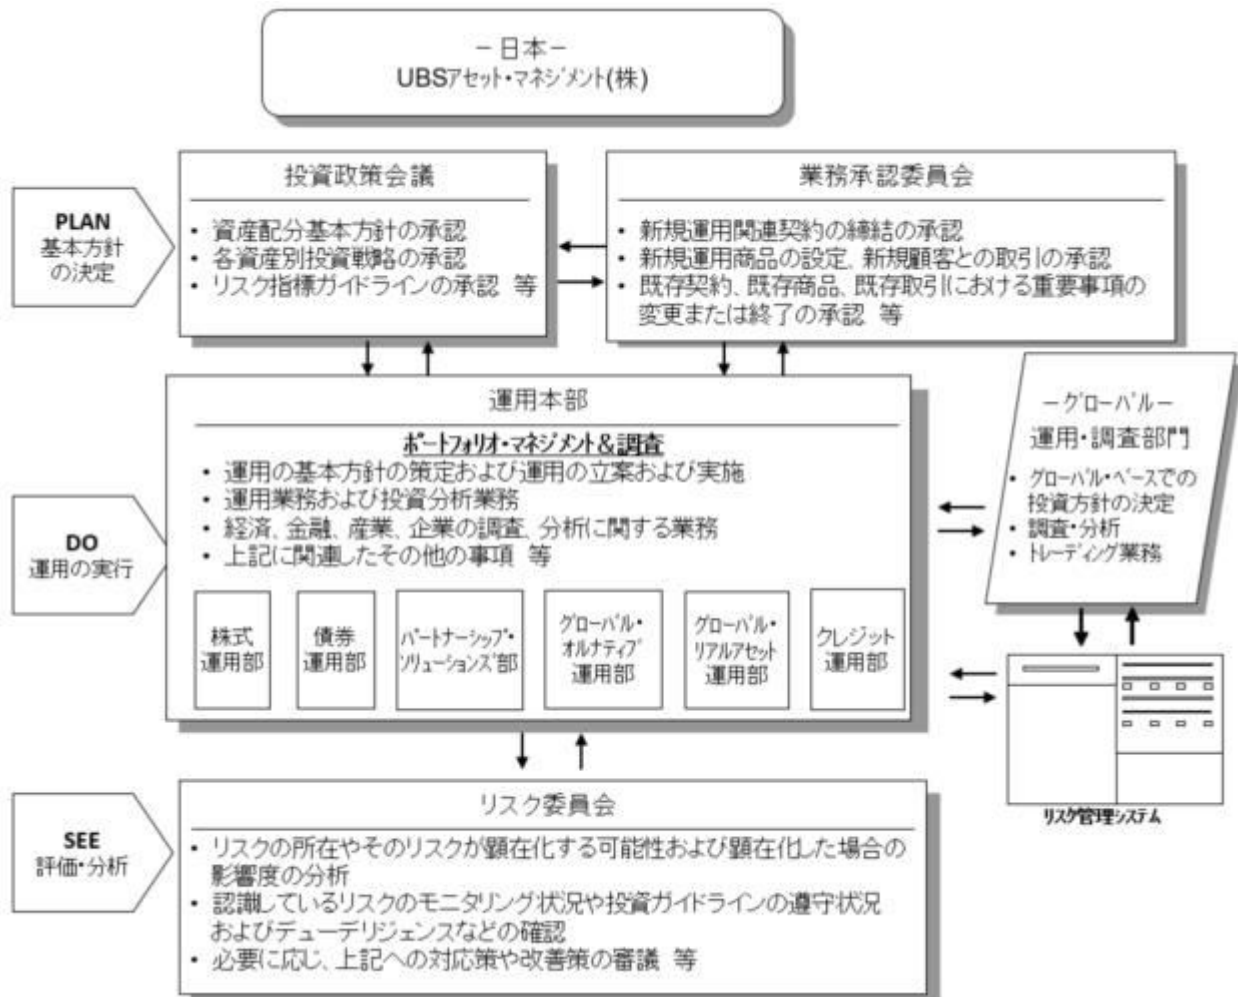 －日本－
UBSアセット・マネジメント(株)
PLAN
基本方針
の決定
投資政策会議
• 資産配分基本方針の承認
• 各資産別投資戦略の承認
• リスク指標ガイドラインの承認 等
業務承認委員会
• 新規運用関連契約の締結の承認
• 新規運用商品の設定、新規顧客との取引の承認
• 既存契約、既存商品、既存取引における重要事項の
変更または終了の承認 等
DO
運用の実行
運用本部
ポートフォリオ・マネジメント＆調査
• 運用の基本方針の策定および運用の立案および実施
• 運用業務および投資分析業務
• 経済、金融、産業、企業の調査、分析に関する業務
• 上記に関連したその他の事項 等
株式
運用部
債券
運用部
パートナーシップ・
ソリューションズ部
グローバル・
オルナティブ
運用部
グローバル・
リアルアセット
運用部
クレジット
運用部
－グローバル－
運用・調査部門
• グローバル・ベースでの
投資方針の決定
• 調査・分析
• トレーディング業務
リスク管理システム
SEE
評価・分析
リスク委員会
• リスクの所在やそのリスクが顕在化する可能性および顕在化した場合の
影響度の分析
• 認識しているリスクのモニタリング状況や投資ガイドラインの遵守状況
およびデューデリジェンスなどの確認
• 必要に応じ、上記への対応策や改善策の審議 等